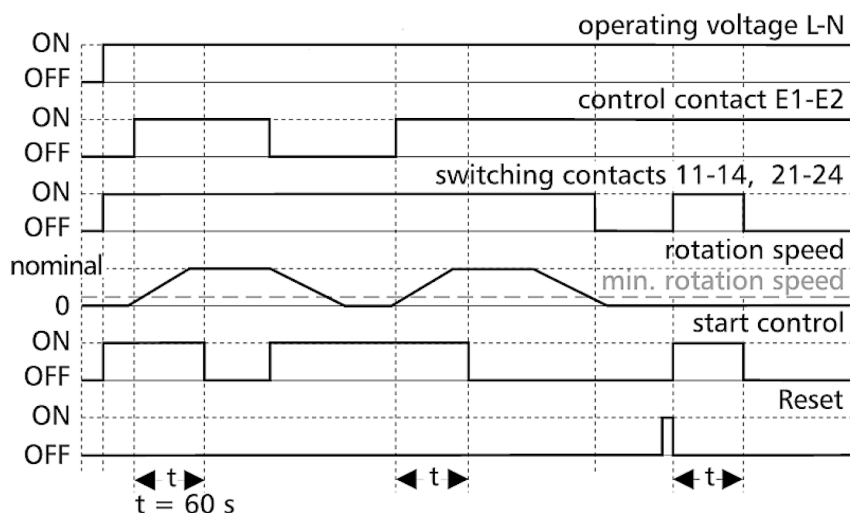 operating voltage L-N
ON
OFF
control contact E1-E2
ON
OFF
switching contacts 11-14, 21-24
ON
OFF
rotation speed
nominal
min. rotation speed
0
start control
ON
OFF
Reset
ON
OFF
t
t
t
t = 60 s